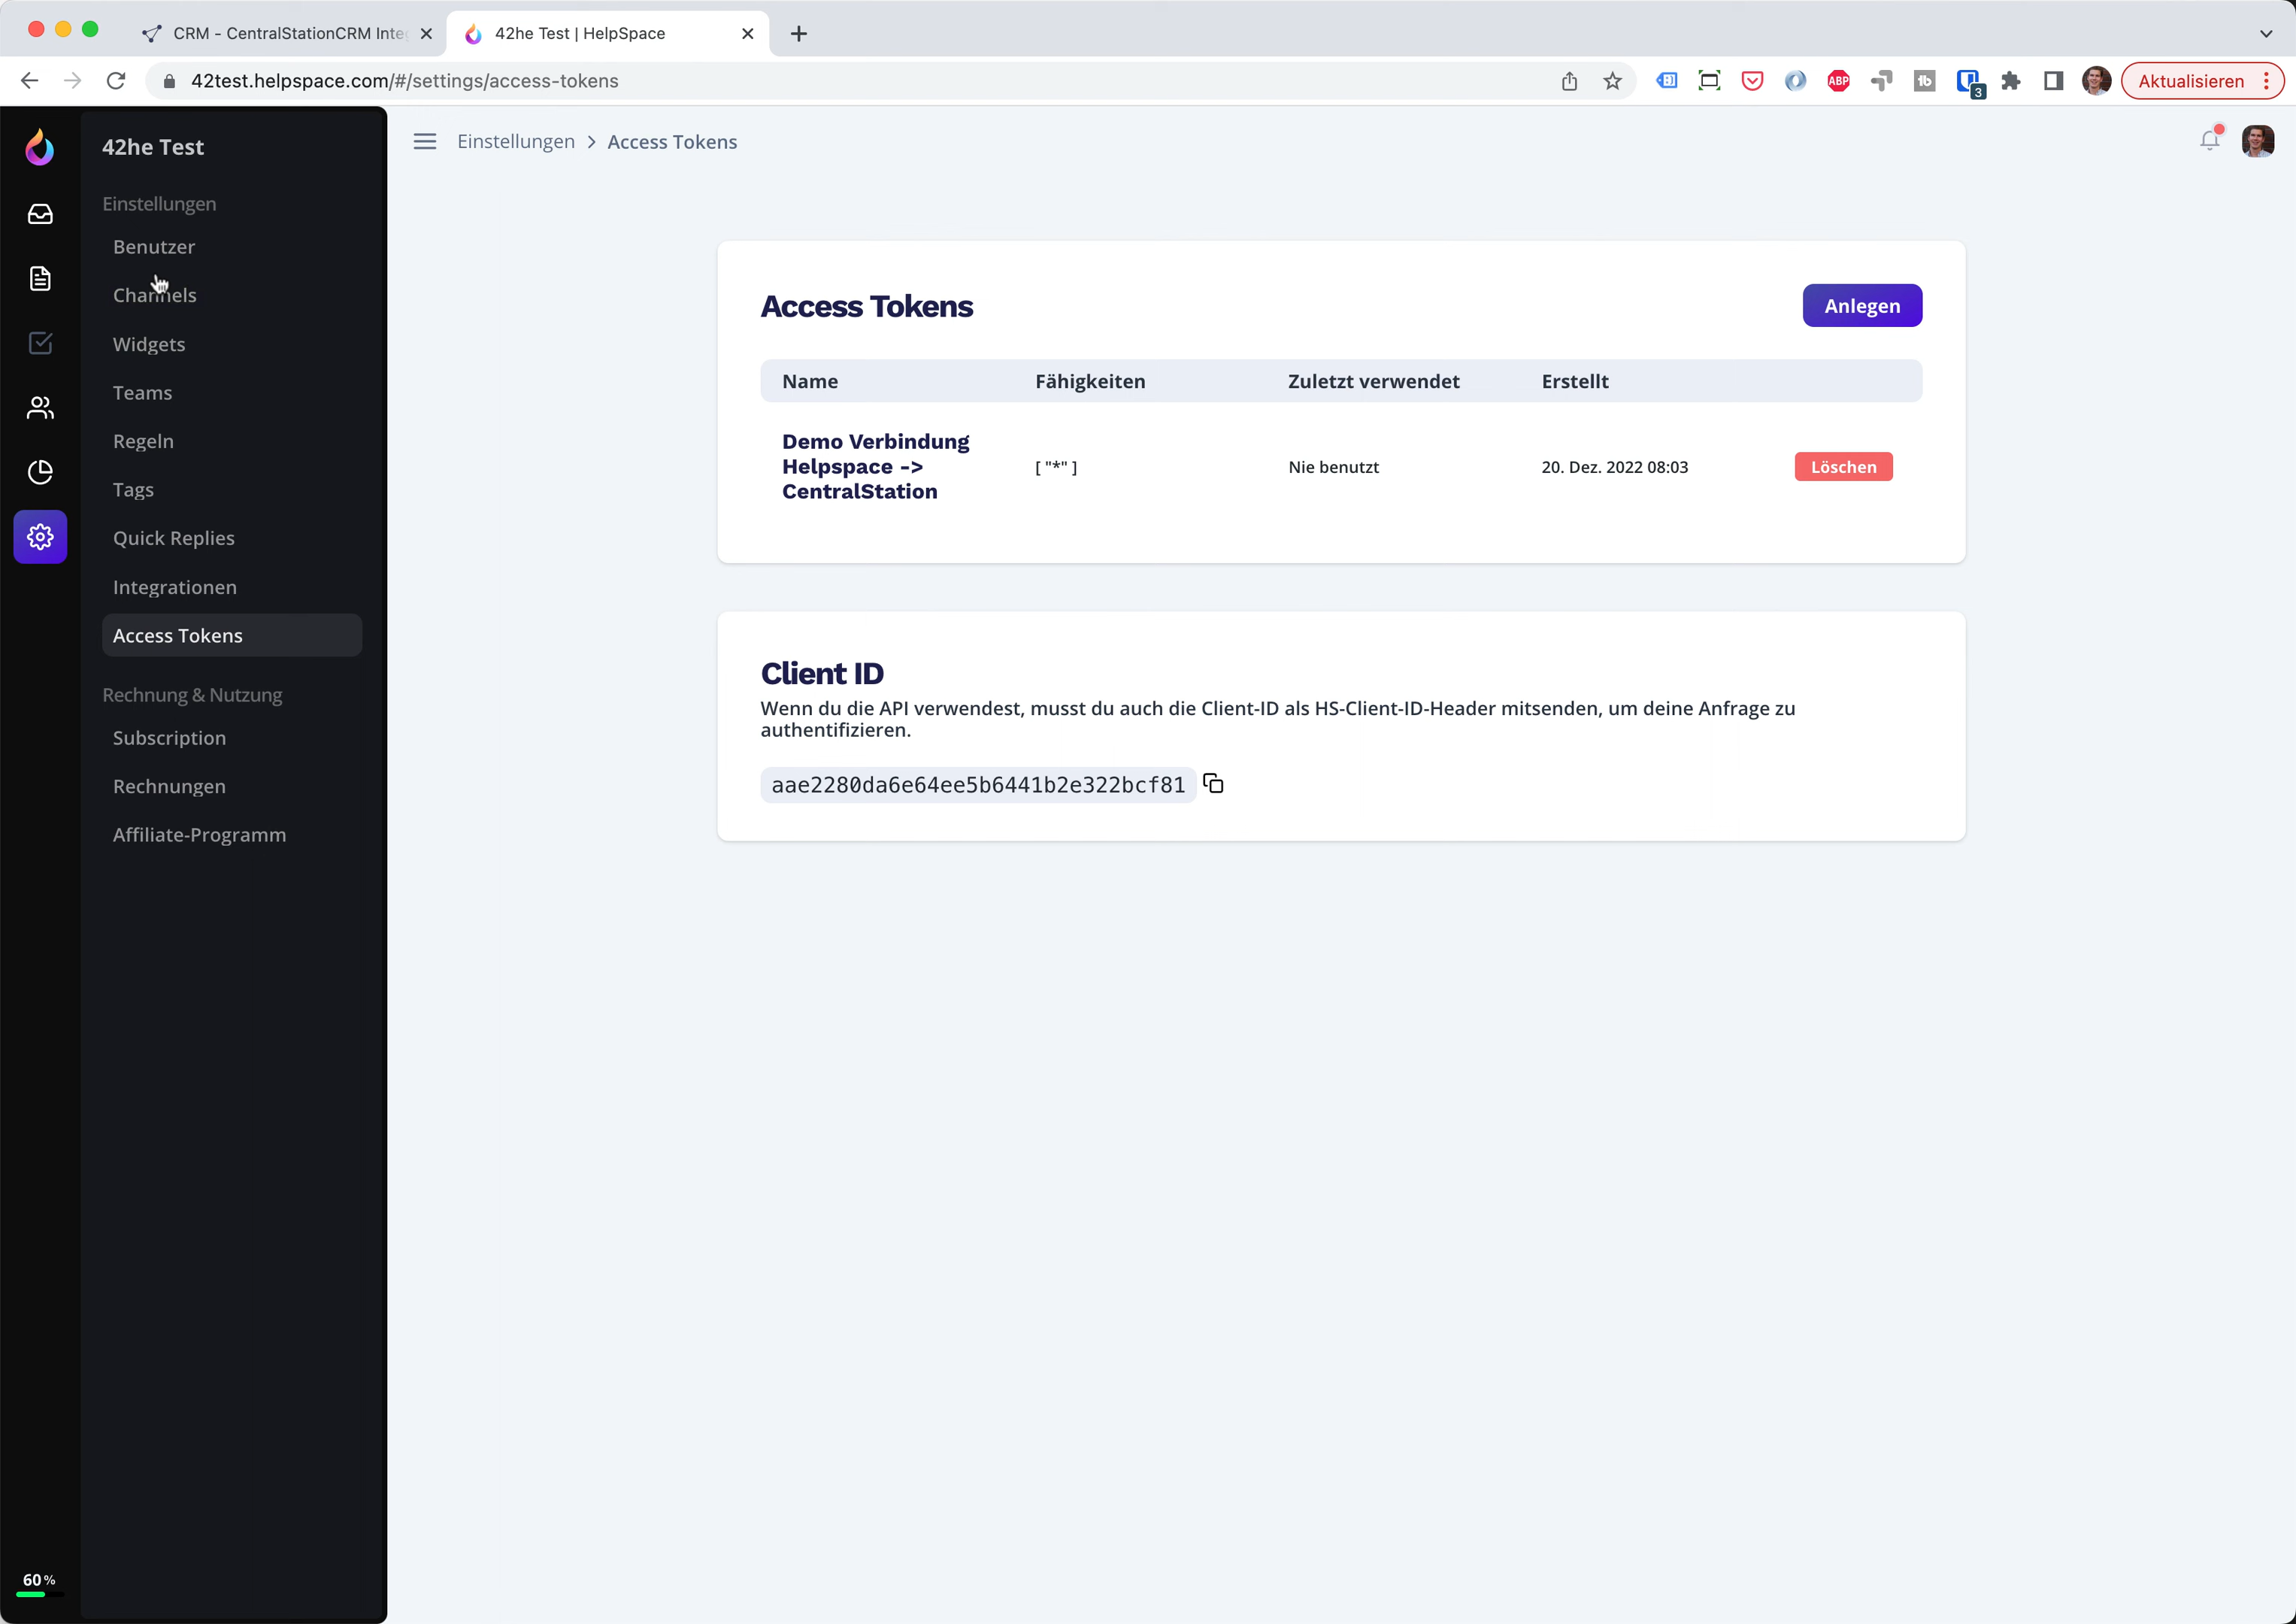 CRM - CentralStationCRM Inte
42he Test | HelpSpace
42test.helpspace.com/#/settings/access-tokens
ABP
tb
3
Aktualisieren
42he Test
Einstellungen
Benutzer
Channels
Widgets
Teams
Regeln
Tags
Quick Replies
Integrationen
Access Tokens
Rechnung & Nutzung
Subscription
Rechnungen
Affiliate-Programm
60 %
Einstellungen > Access Tokens
Access Tokens
Anlegen
Name Fähigkeiten Zuletzt verwendet Erstellt
Demo Verbindung
Helpspace -> [ "*" ] Nie benutzt 20. Dez. 2022 08:03 Löschen
CentralStation
Client ID
Wenn du die API verwendest, musst du auch die Client-ID als HS-Client-ID-Header mitsenden, um deine Anfrage zu
authentifizieren.
aae2280da6e64ee5b6441b2e322bcf81